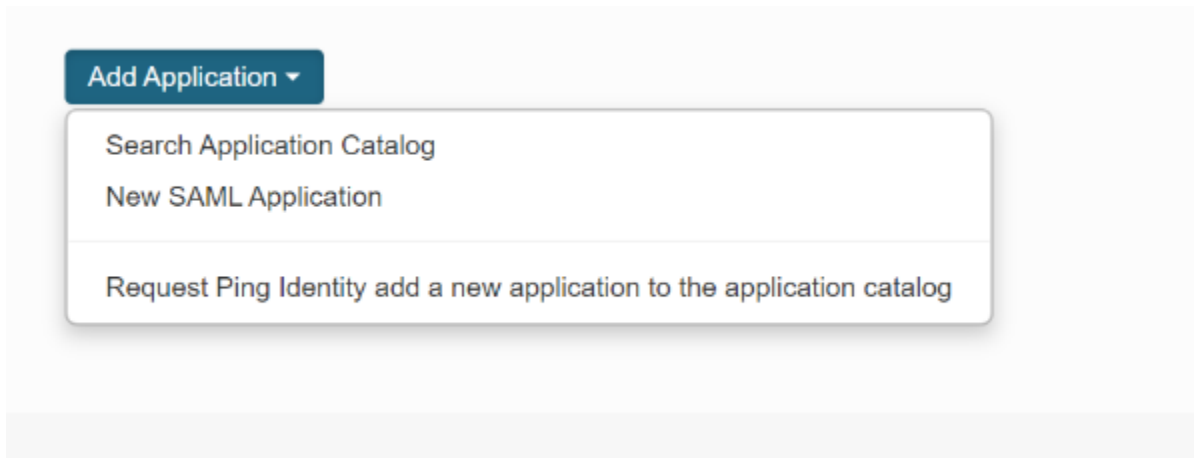 Add Application
Search Application Catalog
New SAML Application
Request Ping Identity add a new application to the application catalog